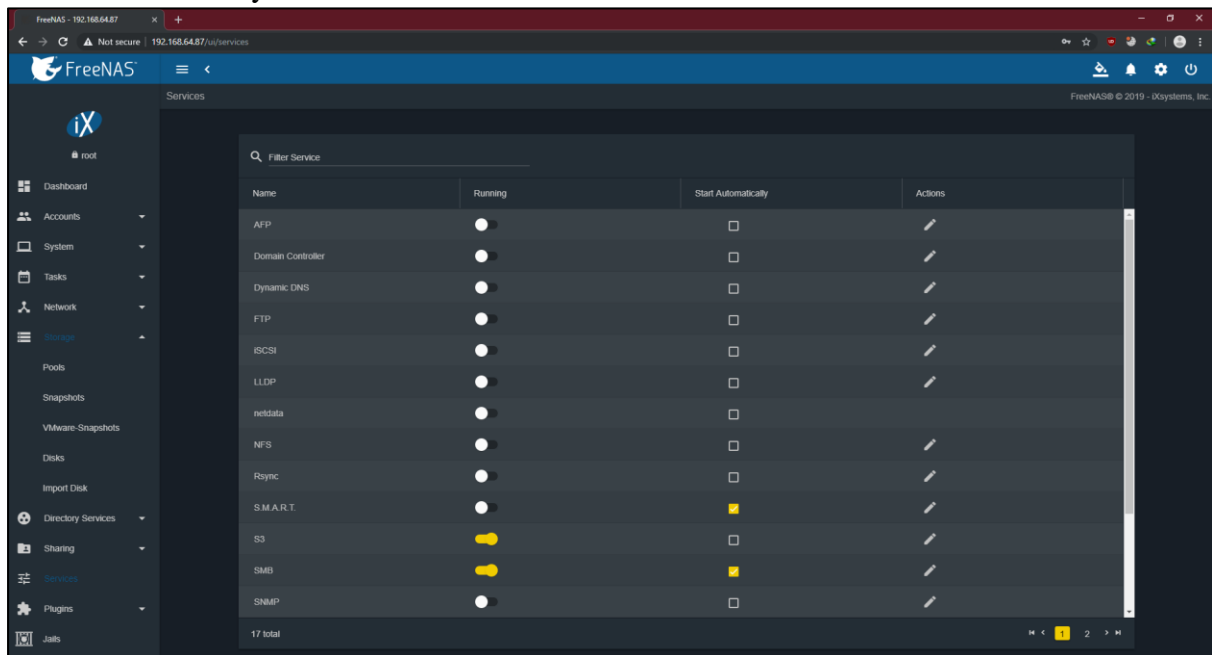 FreeNAS - 192.168.64.87
Not secure | 192.168.64.87/ui/services
FreeNAS
Services
FreeNAS® © 2019 - iXsystems, Inc.
iX
root
Filter Service
Dashboard
Accounts
System
Tasks
Network
Storage
Pools
Snapshots
VMware-Snapshots
Disks
Import Disk
Directory Services
Sharing
Services
Plugins
Jails
Name Running Start Automatically Actions
AFP
Domain Controller
Dynamic DNS
FTP
iSCSI
LLDP
netdata
NFS
Rsync
S.M.A.R.T.
S3
SMB
SNMP
17 total
1 2